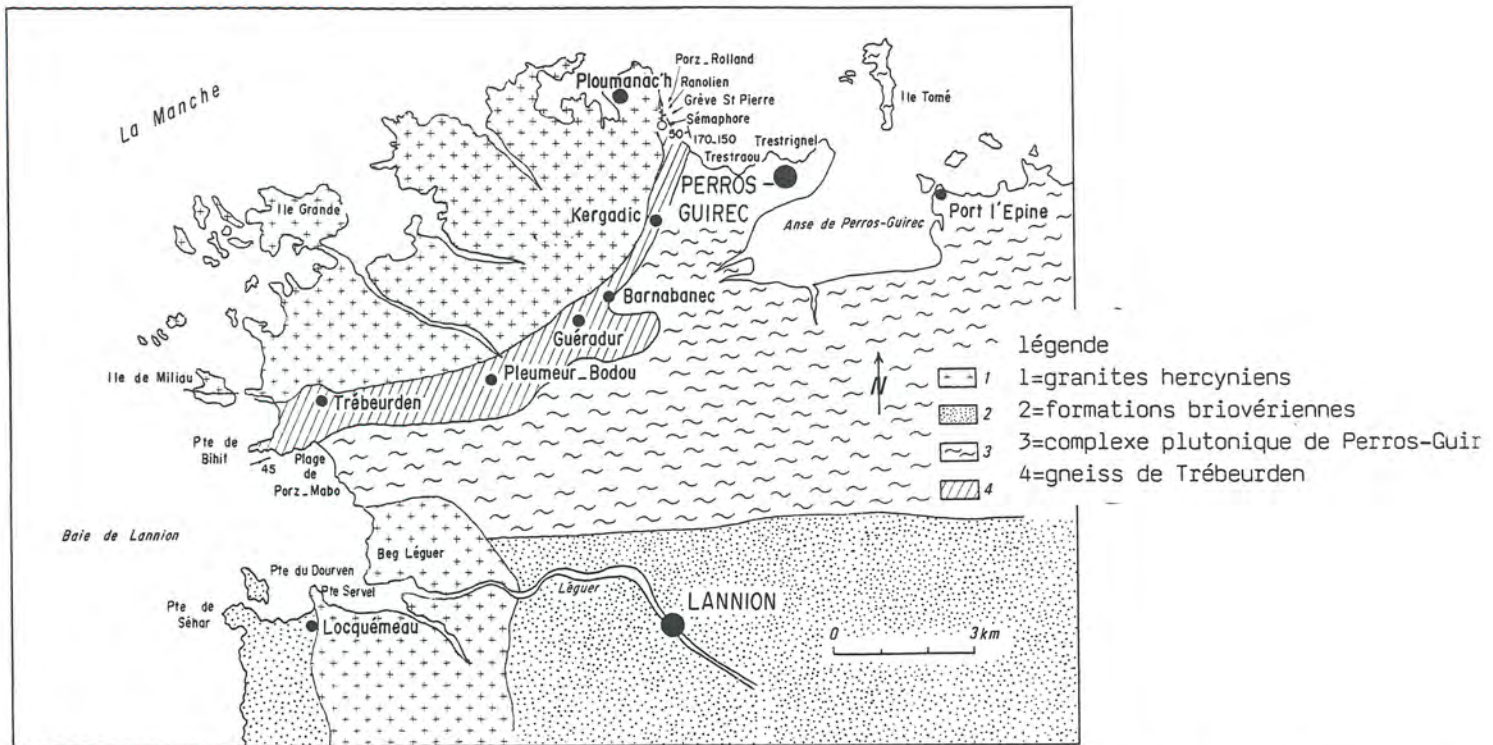 La Manche
Porz_Rolland
Ploumanac'h
Ranolien
Grève St Pierre
Sémaphore
Ile Tomé
50
170_150
Trestrignel
Trestraou
PERROS –
GUIREC
Ile Grande
Kergadic
Port l'Epine
Anse de Perros-Guirec
Barnabanec
Guéradur
Ile de Miliau
Pleumeur_Bodou
Trébeurden
Pte de
Bihit
45
Plage
de
Porz_Mabo
N
légende
1
1=granites hercyniens
2
2=formations briovériennes
3
3=complexe plutonique de Perros-Guir
4
4=gneiss de Trébeurden
Baie de Lannion
Beg Léguer
Pte du Dourven
Pte Servel
Léguer
Pte de
Séhar
Locquémeau
LANNION
0
3 km